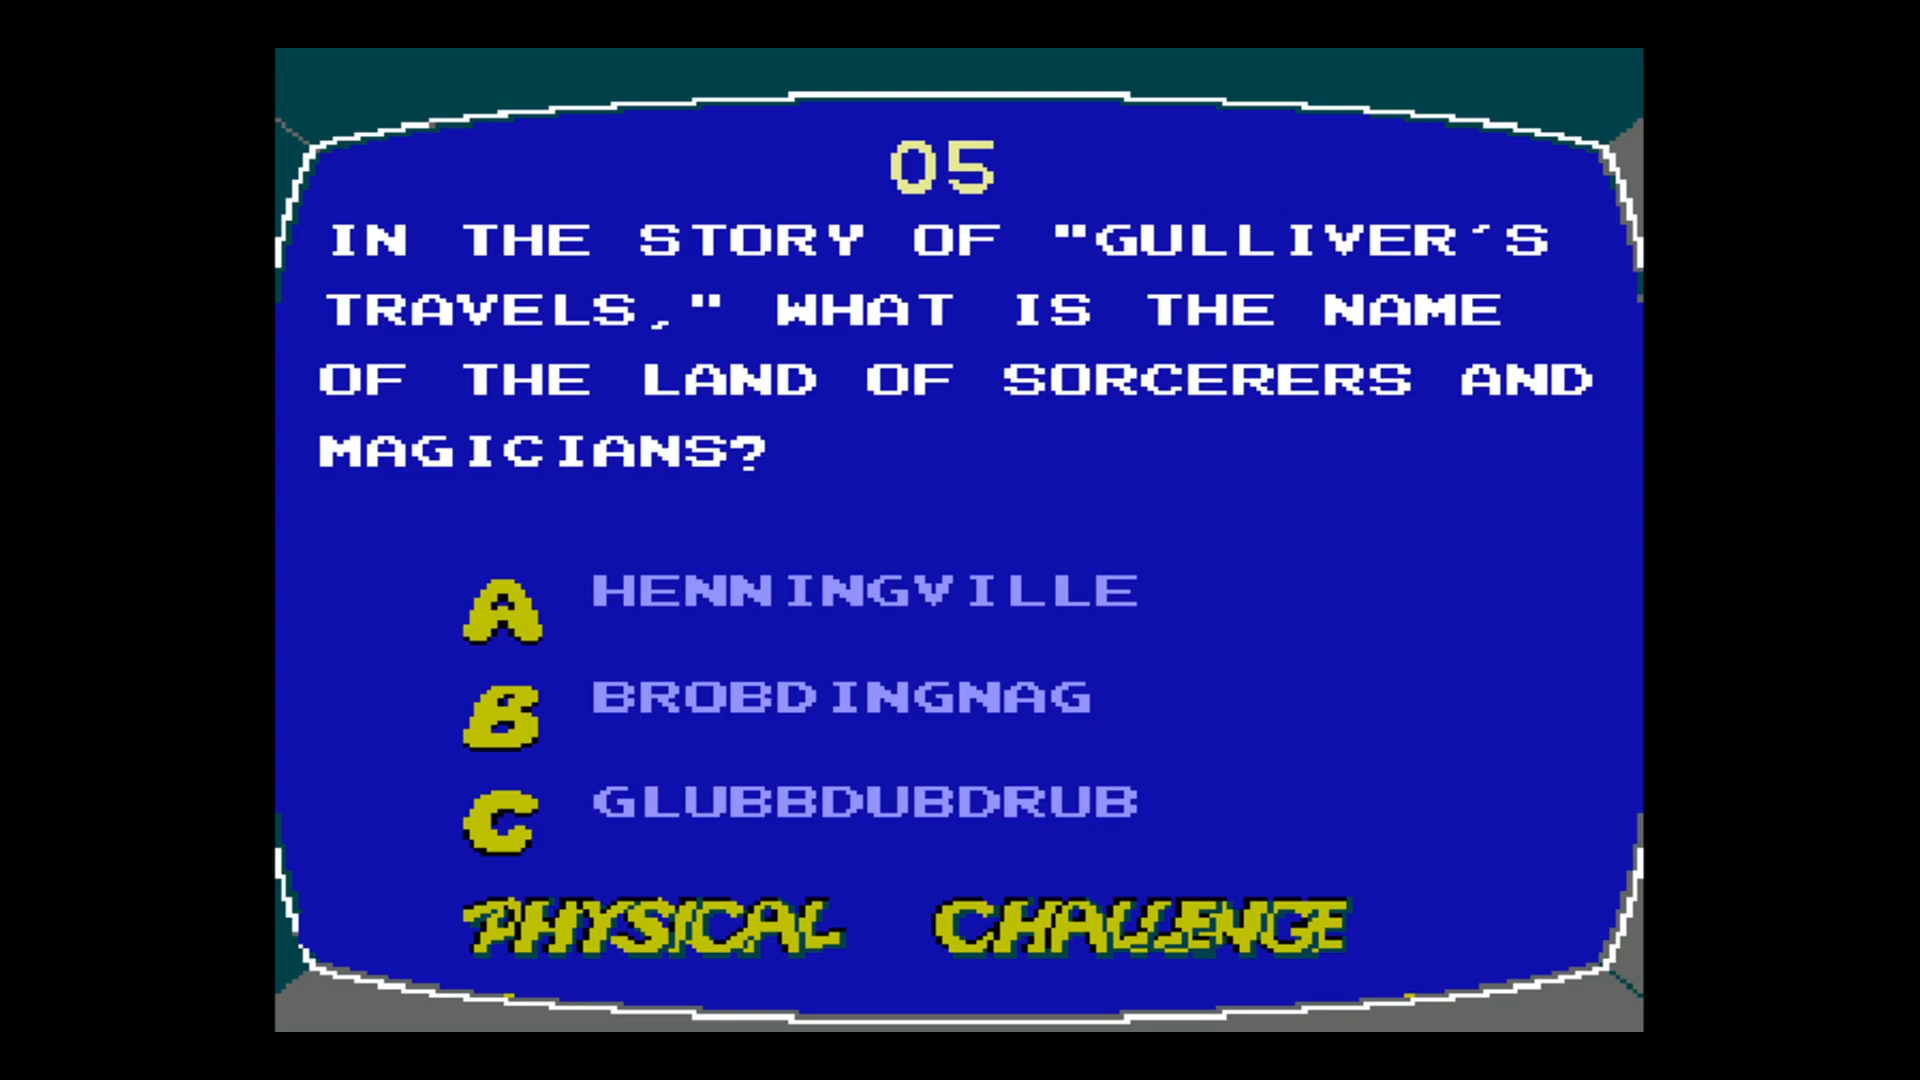 05
IN THE STORY OF "GULLIVER'S
TRAVELS," WHAT IS THE NAME
OF THE LAND OF SORCERERS AND
MAGICIANS?
A HENNINGVILLE
B BROBDINGNAG
C GLUBBDUBDRUB
PHYSICAL CHALLENGE